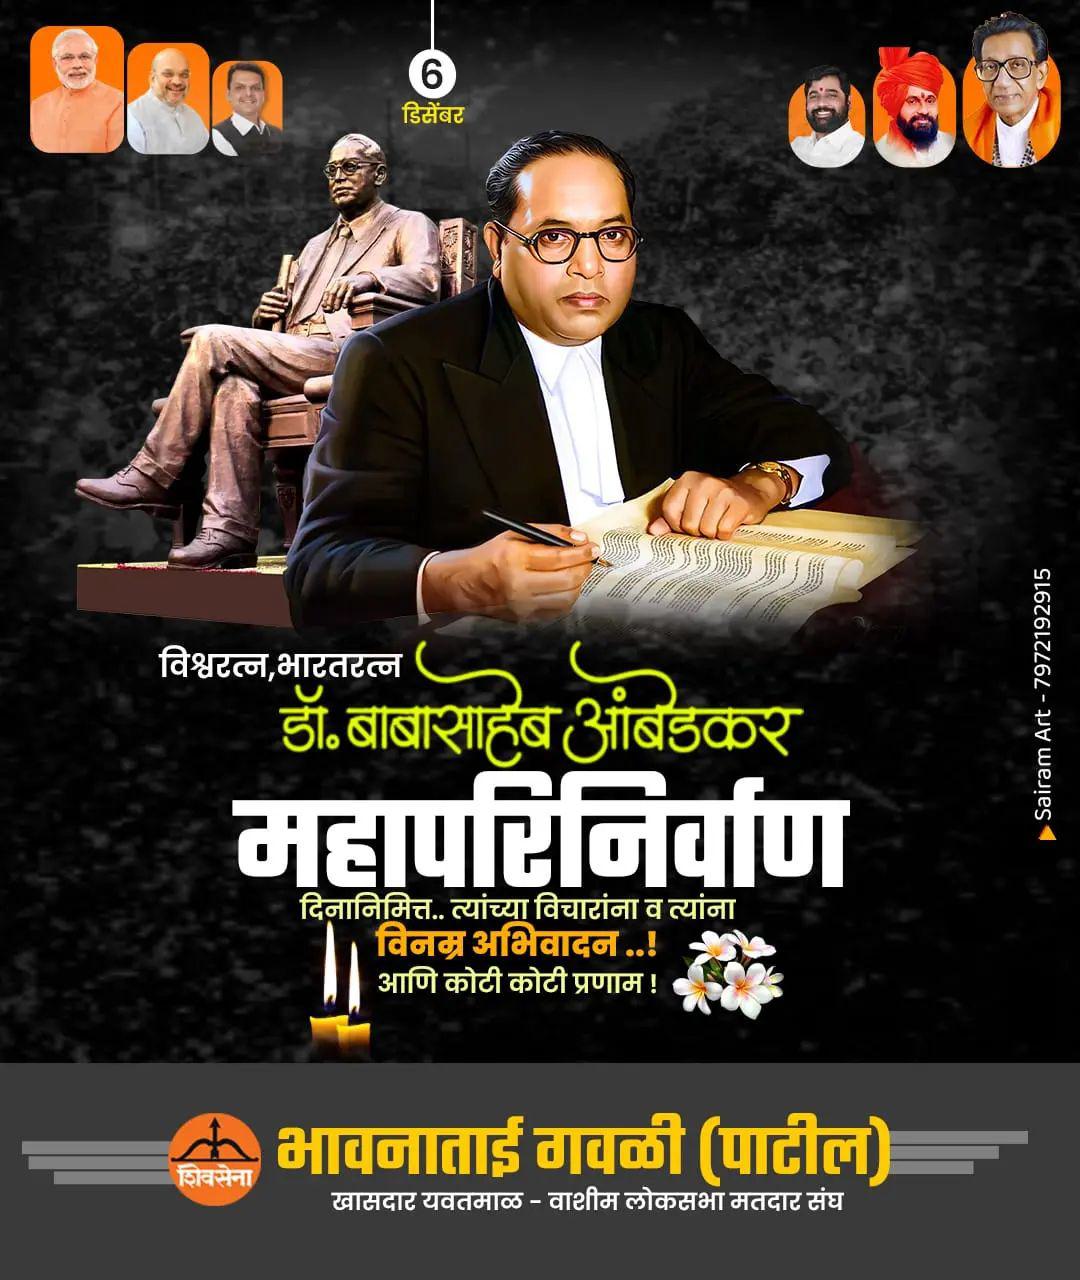 6
डिसेंबर
विश्वरत्न,भारतरत्न
डॉ. बाबासाहेब आंबेडकर
महापरिनिर्वाण
दिनानिमित्त.. त्यांच्या विचारांना व त्यांना
विनम्र अभिवादन ..!
आणि कोटी कोटी प्रणाम !
Sairam Art - 7972192915
शिवसेना
भावनाताई गवळी (पाटील)
खासदार यवतमाळ - वाशीम लोकसभा मतदार संघ